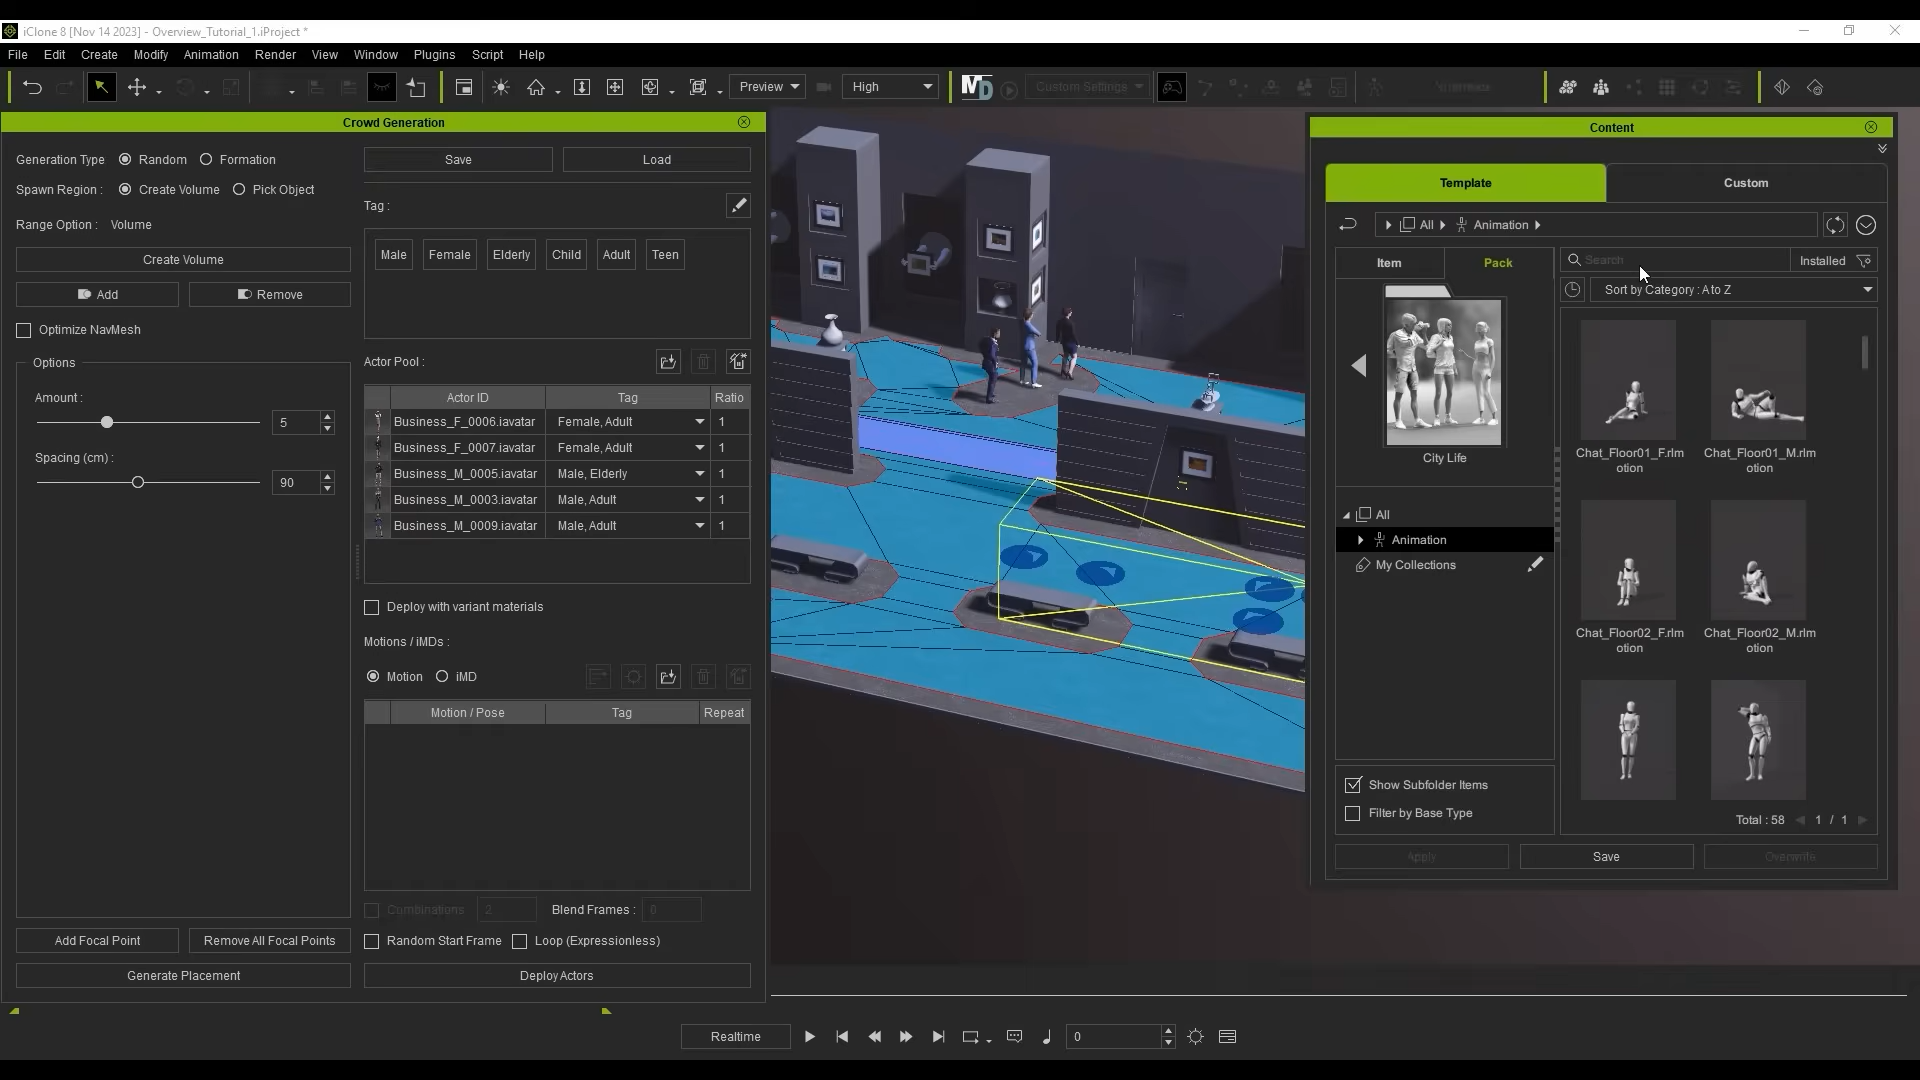 iClone 8 [Nov 14 2023] - Overview_Tutorial_1.iProject *
File Edit Create Modify Animation Render View Window Plugins Script Help
Preview High MD Custom Settings
Crowd Generation
Generation Type Random Formation
Spawn Region : Create Volume Pick Object
Range Option : Volume
Create Volume
Add Remove
Optimize NavMesh
Options
Amount :
5
Spacing (cm) :
90
Add Focal Point Remove All Focal Points
Generate Placement
Save Load
Tag :
Male Female Elderly Child Adult Teen
Actor Pool :
Actor ID Tag Ratio
Business_F_0006.iavatar Female, Adult 1
Business_F_0007.iavatar Female, Adult 1
Business_M_0005.iavatar Male, Elderly 1
Business_M_0003.iavatar Male, Adult 1
Business_M_0009.iavatar Male, Adult 1
Deploy with variant materials
Motions / iMDs :
Motion iMD
Motion / Pose Tag Repeat
Combinations 2 Blend Frames : 0
Random Start Frame Loop (Expressionless)
Deploy Actors
Content
Template Custom
All Animation
Item Pack
Search Installed
Sort by Category : A to Z
City Life
All
Animation
My Collections
Show Subfolder Items
Filter by Base Type
Chat_Floor01_F.rlm
otion
Chat_Floor01_M.rlm
otion
Chat_Floor02_F.rlm
otion
Chat_Floor02_M.rlm
otion
Total : 58 1 / 1
Apply Save Overwrite
Realtime 0